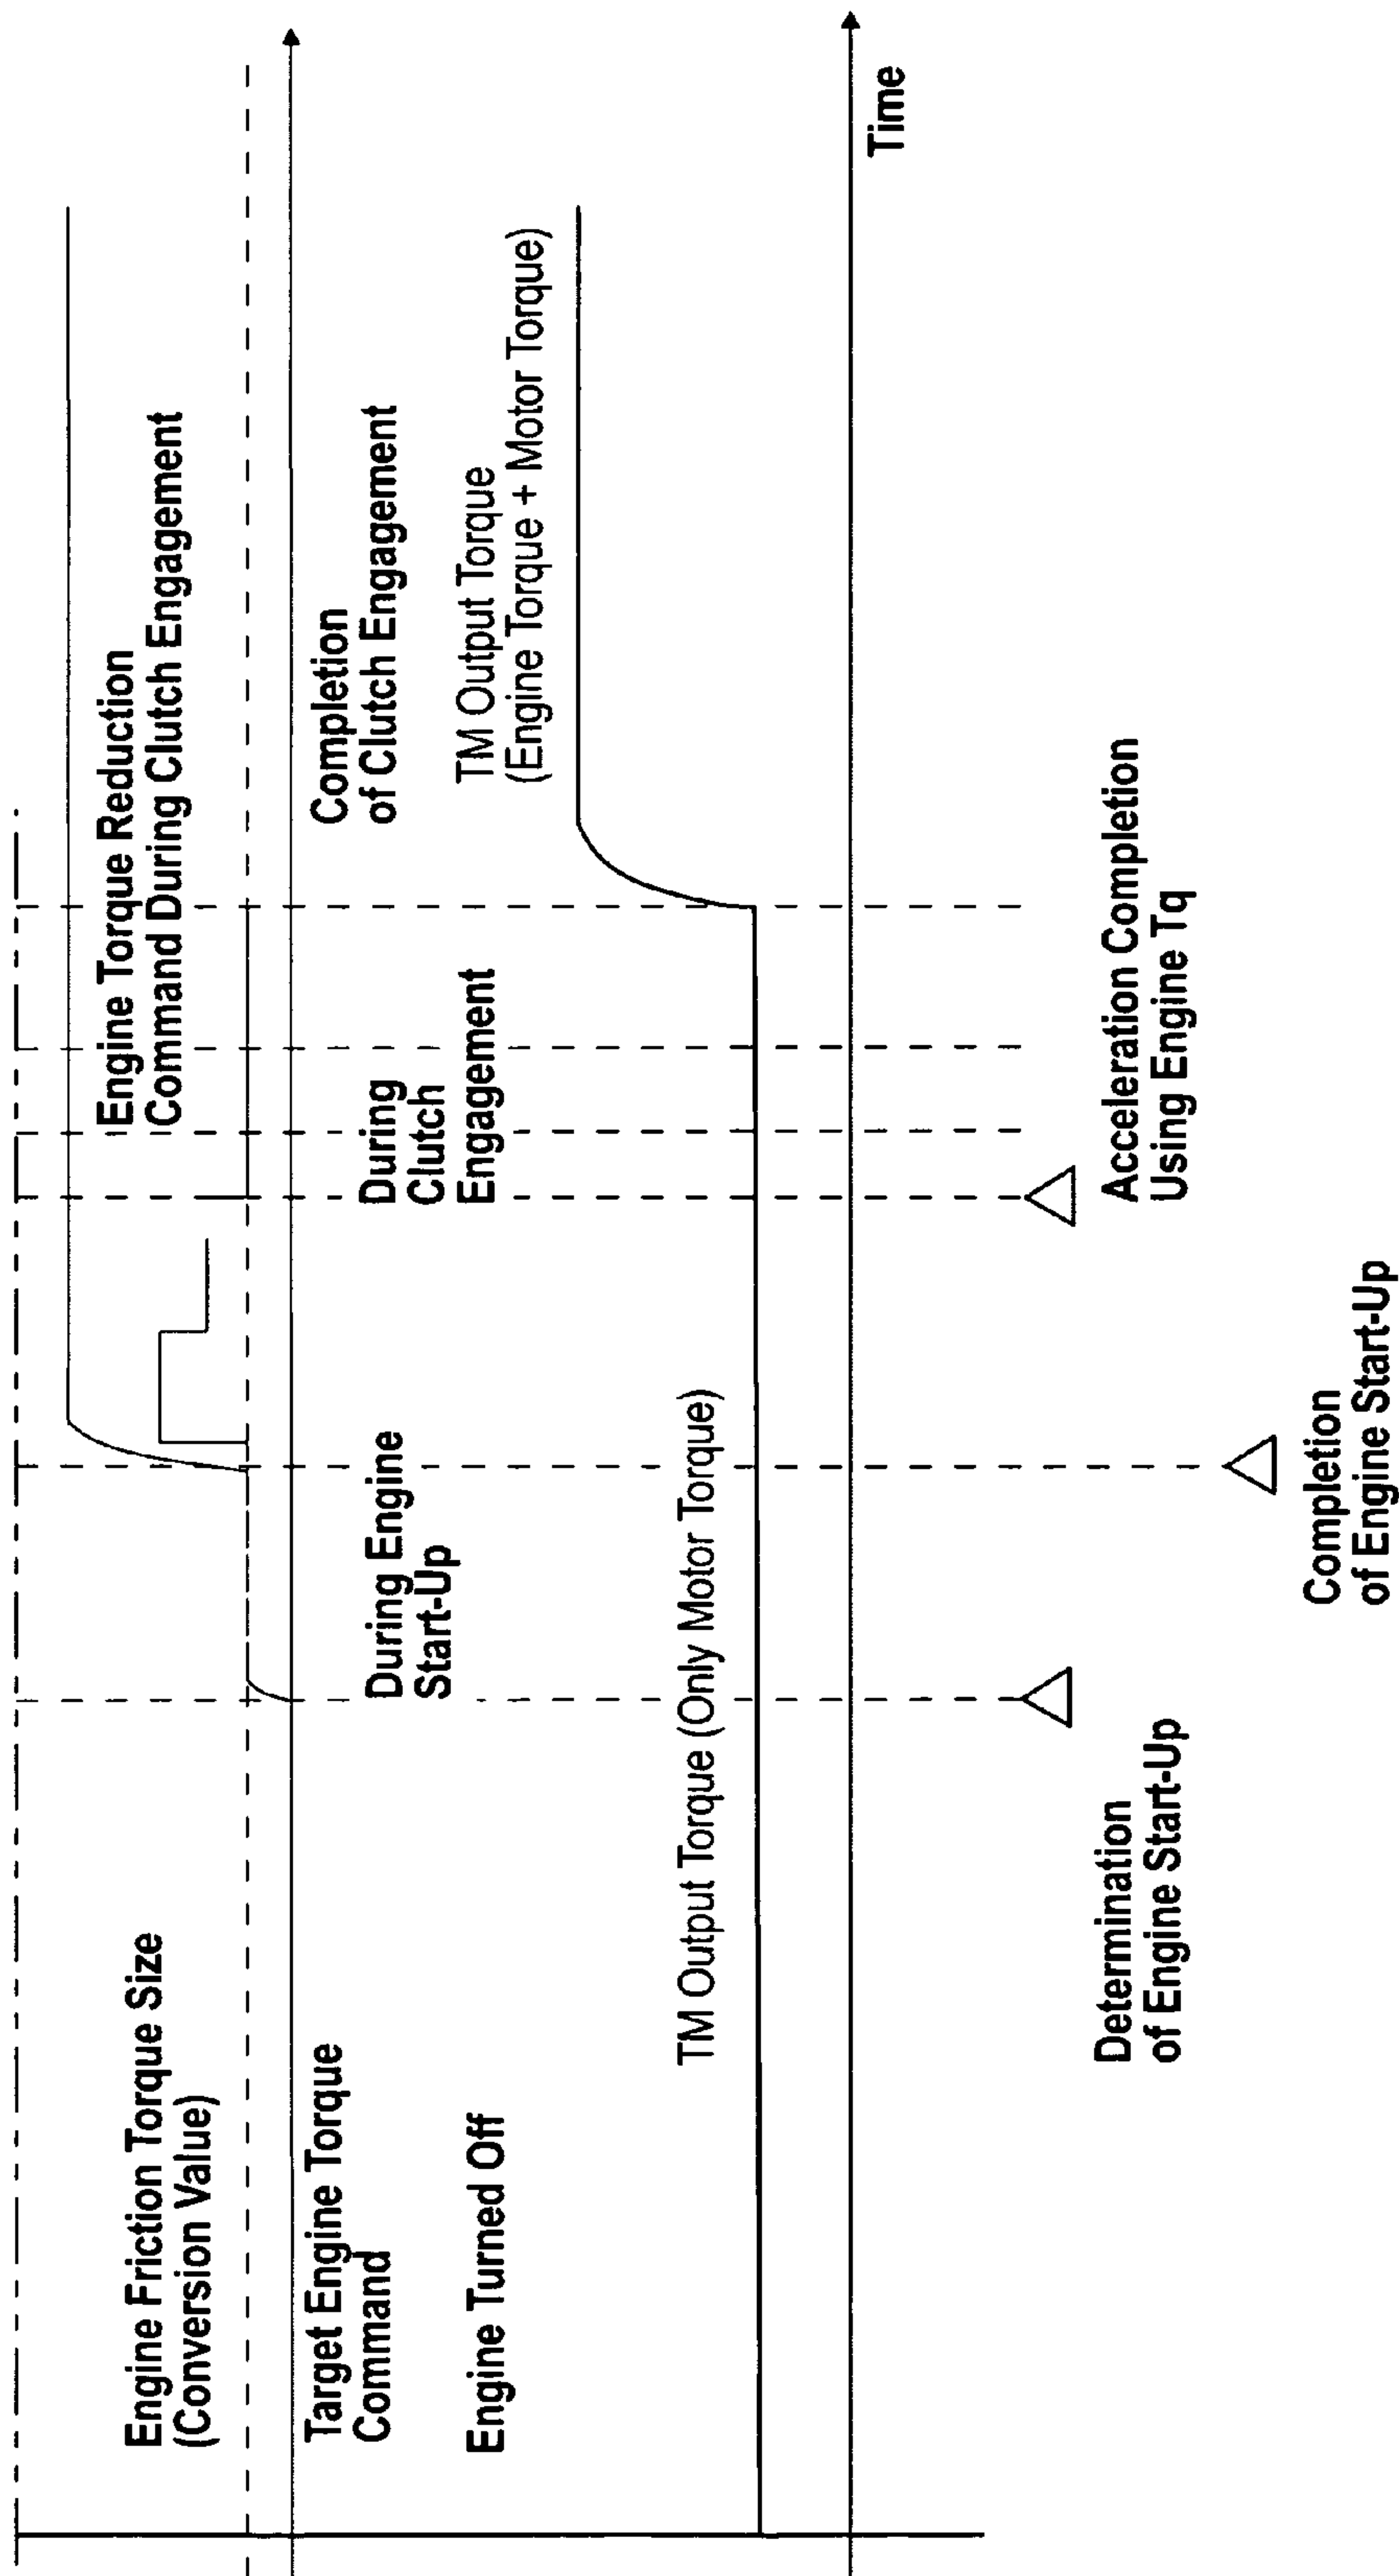 Engine Friction Torque Size
(Conversion Value)
Target Engine Torque
Command
Engine Turned Off
TM Output Torque (Only Motor Torque)
During Engine
Start-Up
Engine Torque Reduction
Command During Clutch Engagement
During
Clutch
Engagement
Completion
of Clutch Engagement
TM Output Torque
(Engine Torque + Motor Torque)
Time
Determination
of Engine Start-Up
Completion
of Engine Start-Up
Acceleration Completion
Using Engine Tq